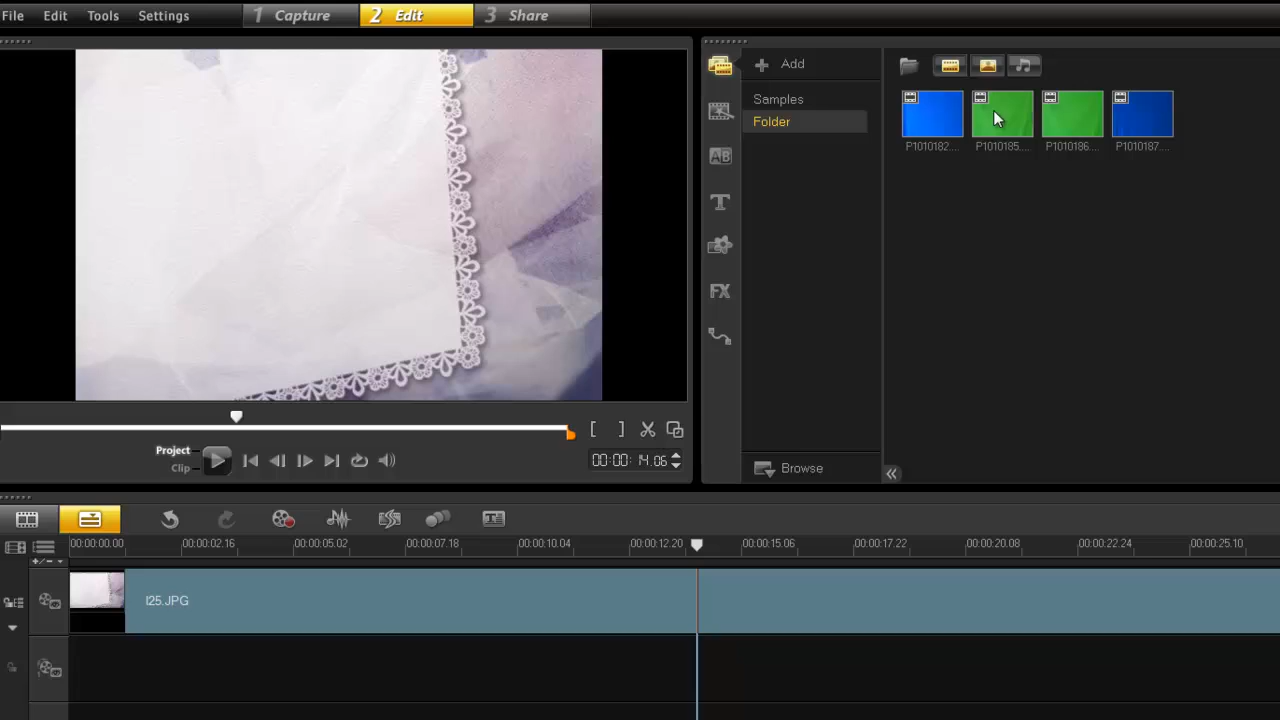 File Edit Tools Settings 1 Capture 2 Edit 3 Share
Add
Samples
Folder
P1010182.... P1010185.... P1010186.... P1010187....
AB
T
FX
Browse
Project
Clip
[ ] 00:00:14.06
00:00:00.00 00:00:02.16 00:00:05.02 00:00:07.18 00:00:10.04 00:00:12.20 00:00:15.06 00:00:17.22 00:00:20.08 00:00:22.24 00:00:25.10
+/-
I25.JPG